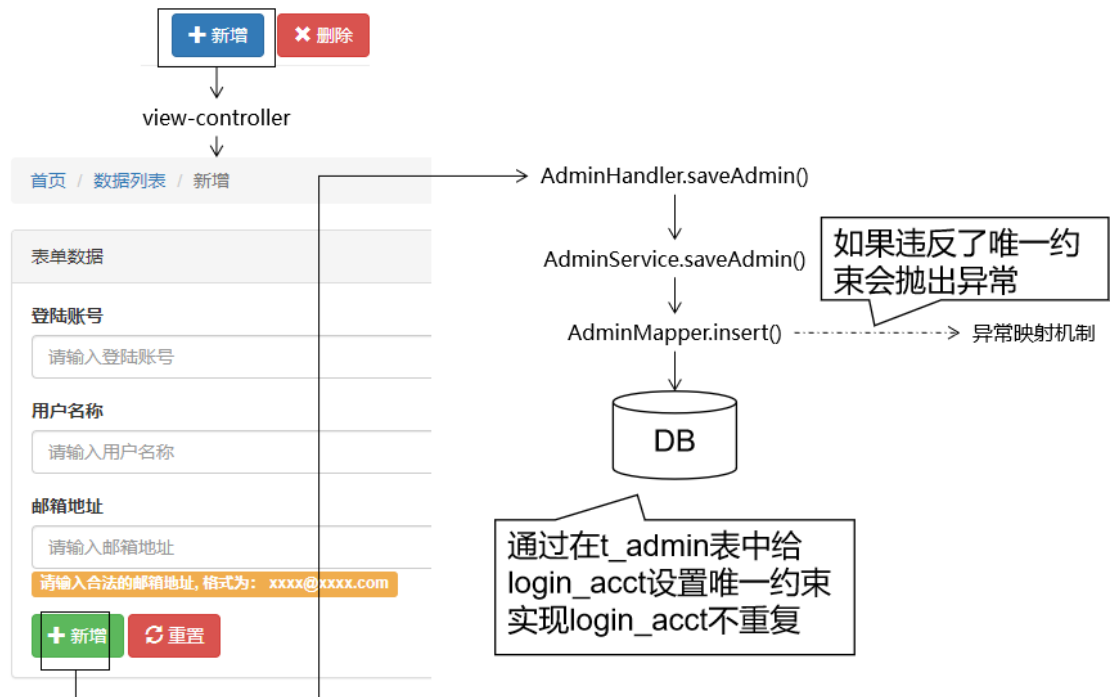 新增
删除
view-controller
首页 / 数据列表 / 新增
表单数据
登陆账号
请输入登陆账号
用户名称
请输入用户名称
邮箱地址
请输入邮箱地址
请输入合法的邮箱地址, 格式为： xxxx@xxxx.com
新增
重置
AdminHandler.saveAdmin()
AdminService.saveAdmin()
如果违反了唯一约
束会抛出异常
AdminMapper.insert()
异常映射机制
DB
通过在t_admin表中给
login_acct设置唯一约束
实现login_acct不重复